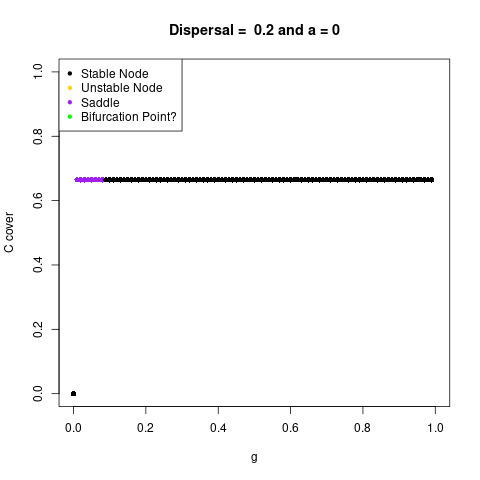 Dispersal =  0.2 and a = 0
Stable Node
Unstable Node
Saddle
Bifurcation Point?
C cover
1.0
0.8
0.6
0.4
0.2
0.0
0.0 0.2 0.4 0.6 0.8 1.0
g